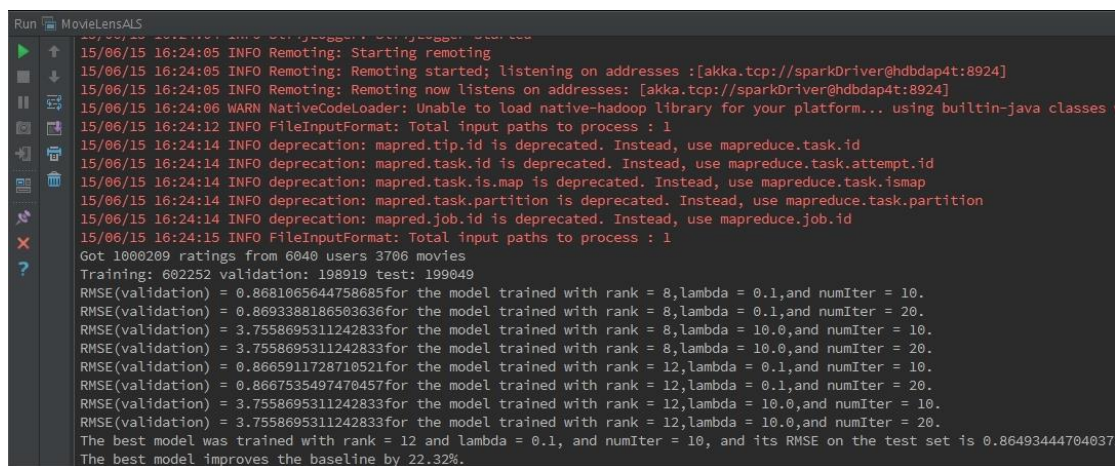 Run MovieLensALS
15/06/15 16:24:04 INFO Slf4jLogger: Slf4jLogger started
15/06/15 16:24:05 INFO Remoting: Starting remoting
15/06/15 16:24:05 INFO Remoting: Remoting started; listening on addresses :[akka.tcp://sparkDriver@hdbdap4t:8924]
15/06/15 16:24:05 INFO Remoting: Remoting now listens on addresses: [akka.tcp://sparkDriver@hdbdap4t:8924]
15/06/15 16:24:06 WARN NativeCodeLoader: Unable to load native-hadoop library for your platform... using builtin-java classes
15/06/15 16:24:12 INFO FileInputFormat: Total input paths to process : 1
15/06/15 16:24:14 INFO deprecation: mapred.tip.id is deprecated. Instead, use mapreduce.task.id
15/06/15 16:24:14 INFO deprecation: mapred.task.id is deprecated. Instead, use mapreduce.task.attempt.id
15/06/15 16:24:14 INFO deprecation: mapred.task.is.map is deprecated. Instead, use mapreduce.task.ismap
15/06/15 16:24:14 INFO deprecation: mapred.task.partition is deprecated. Instead, use mapreduce.task.partition
15/06/15 16:24:14 INFO deprecation: mapred.job.id is deprecated. Instead, use mapreduce.job.id
15/06/15 16:24:15 INFO FileInputFormat: Total input paths to process : 1
Got 1000209 ratings from 6040 users 3706 movies
Training: 602252 validation: 198919 test: 199049
RMSE(validation) = 0.8681065644758685for the model trained with rank = 8,lambda = 0.1,and numIter = 10.
RMSE(validation) = 0.8693388186503636for the model trained with rank = 8,lambda = 0.1,and numIter = 20.
RMSE(validation) = 3.7558695311242833for the model trained with rank = 8,lambda = 10.0,and numIter = 10.
RMSE(validation) = 3.7558695311242833for the model trained with rank = 8,lambda = 10.0,and numIter = 20.
RMSE(validation) = 0.8665911728710521for the model trained with rank = 12,lambda = 0.1,and numIter = 10.
RMSE(validation) = 0.8667535497470457for the model trained with rank = 12,lambda = 0.1,and numIter = 20.
RMSE(validation) = 3.7558695311242833for the model trained with rank = 12,lambda = 10.0,and numIter = 10.
RMSE(validation) = 3.7558695311242833for the model trained with rank = 12,lambda = 10.0,and numIter = 20.
The best model was trained with rank = 12 and lambda = 0.1, and numIter = 10, and its RMSE on the test set is 0.86493444704037
The best model improves the baseline by 22.32%.